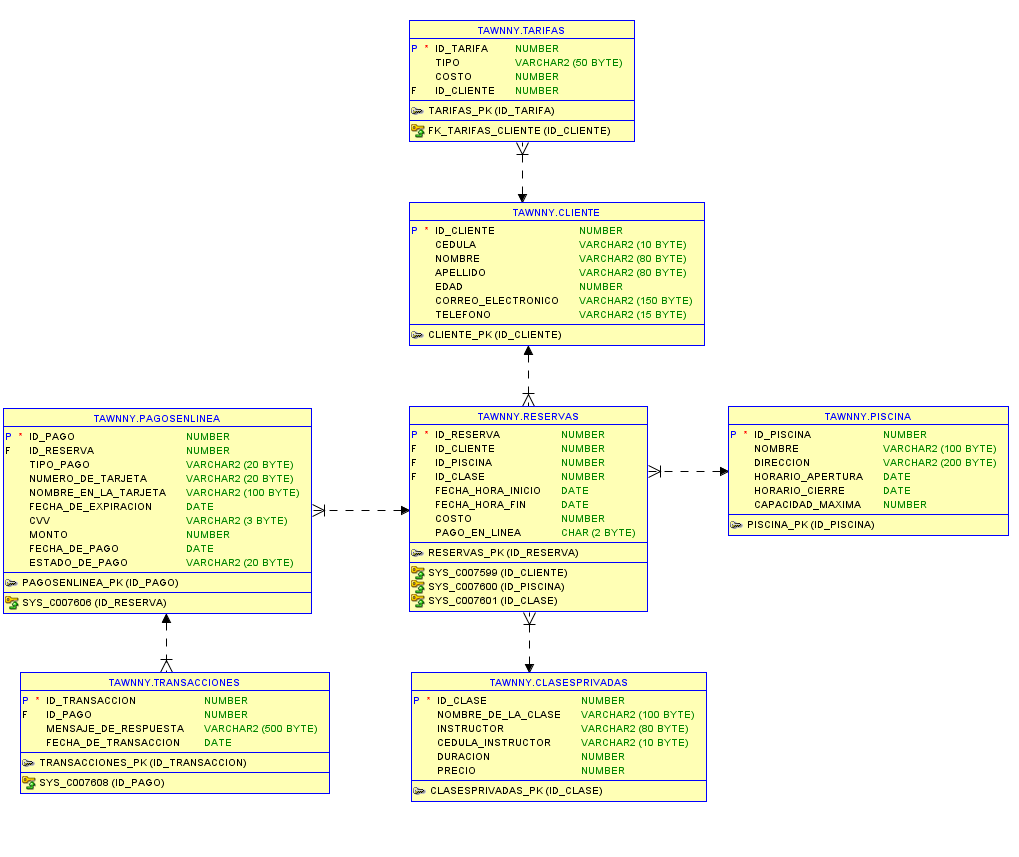 TAWNNY.TARIFAS
P * ID_TARIFA NUMBER
TIPO VARCHAR2 (50 BYTE)
COSTO NUMBER
F ID_CLIENTE NUMBER
TARIFAS_PK (ID_TARIFA)
FK_TARIFAS_CLIENTE (ID_CLIENTE)
TAWNNY.CLIENTE
P * ID_CLIENTE NUMBER
CEDULA VARCHAR2 (10 BYTE)
NOMBRE VARCHAR2 (80 BYTE)
APELLIDO VARCHAR2 (80 BYTE)
EDAD NUMBER
CORREO_ELECTRONICO VARCHAR2 (150 BYTE)
TELEFONO VARCHAR2 (15 BYTE)
CLIENTE_PK (ID_CLIENTE)
TAWNNY.PAGOSENLINEA
P * ID_PAGO NUMBER
F ID_RESERVA NUMBER
TIPO_PAGO VARCHAR2 (20 BYTE)
NUMERO_DE_TARJETA VARCHAR2 (20 BYTE)
NOMBRE_EN_LA_TARJETA VARCHAR2 (100 BYTE)
FECHA_DE_EXPIRACION DATE
CVV VARCHAR2 (3 BYTE)
MONTO NUMBER
FECHA_DE_PAGO DATE
ESTADO_DE_PAGO VARCHAR2 (20 BYTE)
PAGOSENLINEA_PK (ID_PAGO)
SYS_C007606 (ID_RESERVA)
TAWNNY.RESERVAS
P * ID_RESERVA NUMBER
F ID_CLIENTE NUMBER
F ID_PISCINA NUMBER
F ID_CLASE NUMBER
FECHA_HORA_INICIO DATE
FECHA_HORA_FIN DATE
COSTO NUMBER
PAGO_EN_LINEA CHAR (2 BYTE)
RESERVAS_PK (ID_RESERVA)
SYS_C007599 (ID_CLIENTE)
SYS_C007600 (ID_PISCINA)
SYS_C007601 (ID_CLASE)
TAWNNY.PISCINA
P * ID_PISCINA NUMBER
NOMBRE VARCHAR2 (100 BYTE)
DIRECCION VARCHAR2 (200 BYTE)
HORARIO_APERTURA DATE
HORARIO_CIERRE DATE
CAPACIDAD_MAXIMA NUMBER
PISCINA_PK (ID_PISCINA)
TAWNNY.TRANSACCIONES
P * ID_TRANSACCION NUMBER
F ID_PAGO NUMBER
MENSAJE_DE_RESPUESTA VARCHAR2 (500 BYTE)
FECHA_DE_TRANSACCION DATE
TRANSACCIONES_PK (ID_TRANSACCION)
SYS_C007608 (ID_PAGO)
TAWNNY.CLASESPRIVADAS
P * ID_CLASE NUMBER
NOMBRE_DE_LA_CLASE VARCHAR2 (100 BYTE)
INSTRUCTOR VARCHAR2 (80 BYTE)
CEDULA_INSTRUCTOR VARCHAR2 (10 BYTE)
DURACION NUMBER
PRECIO NUMBER
CLASESPRIVADAS_PK (ID_CLASE)